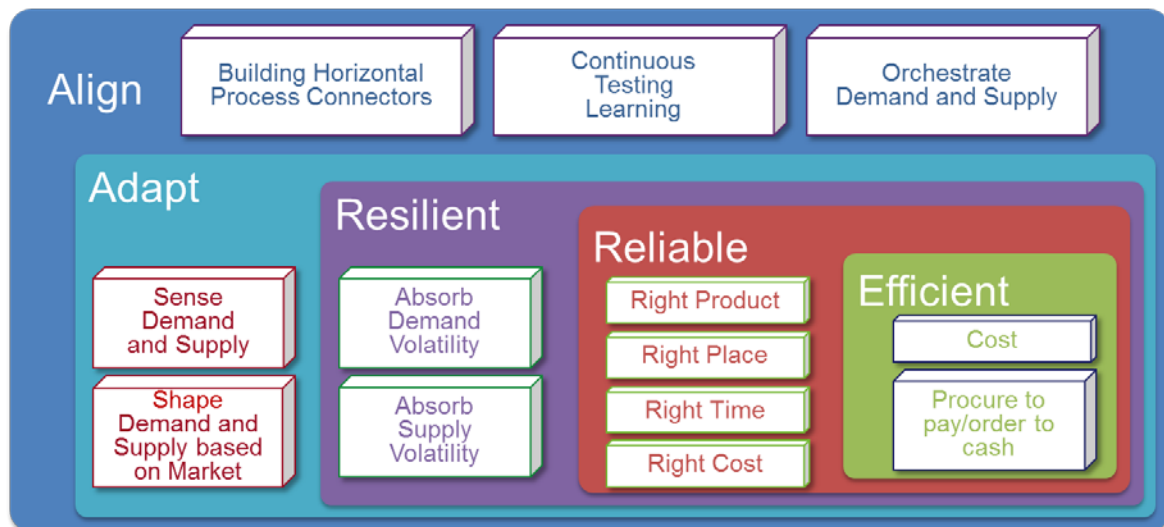 Align
Building Horizontal
Process Connectors
Continuous
Testing
Learning
Orchestrate
Demand and Supply
Adapt
Sense
Demand
and Supply
Shape
Demand and
Supply based
on Market
Resilient
Absorb
Demand
Volatility
Absorb
Supply
Volatility
Reliable
Right Product
Right Place
Right Time
Right Cost
Efficient
Cost
Procure to
pay/order to
cash